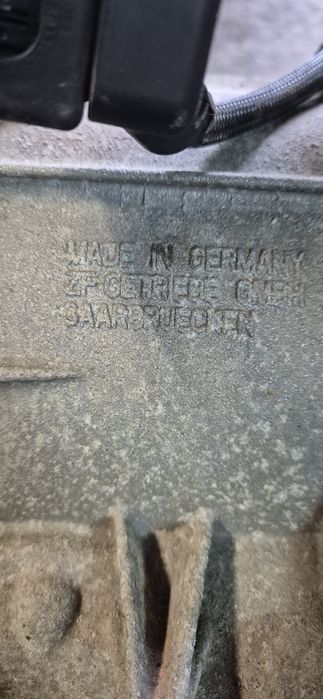 MADE IN GERMANY
ZF GETRIEBE GMBH
SAARBRUECKEN